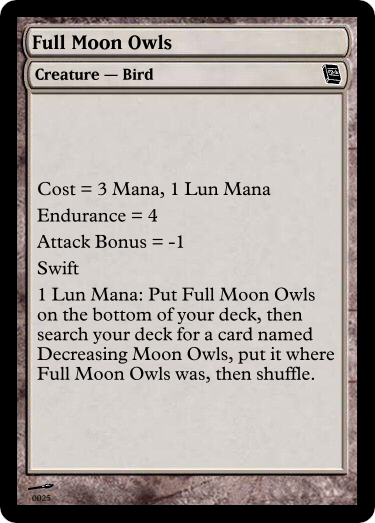 Full Moon Owls
Creature — Bird
Cost = 3 Mana, 1 Lun Mana
Endurance = 4
Attack Bonus = -1
Swift
1 Lun Mana: Put Full Moon Owls
on the bottom of your deck, then
search your deck for a card named
Decreasing Moon Owls, put it where
Full Moon Owls was, then shuffle.
0025